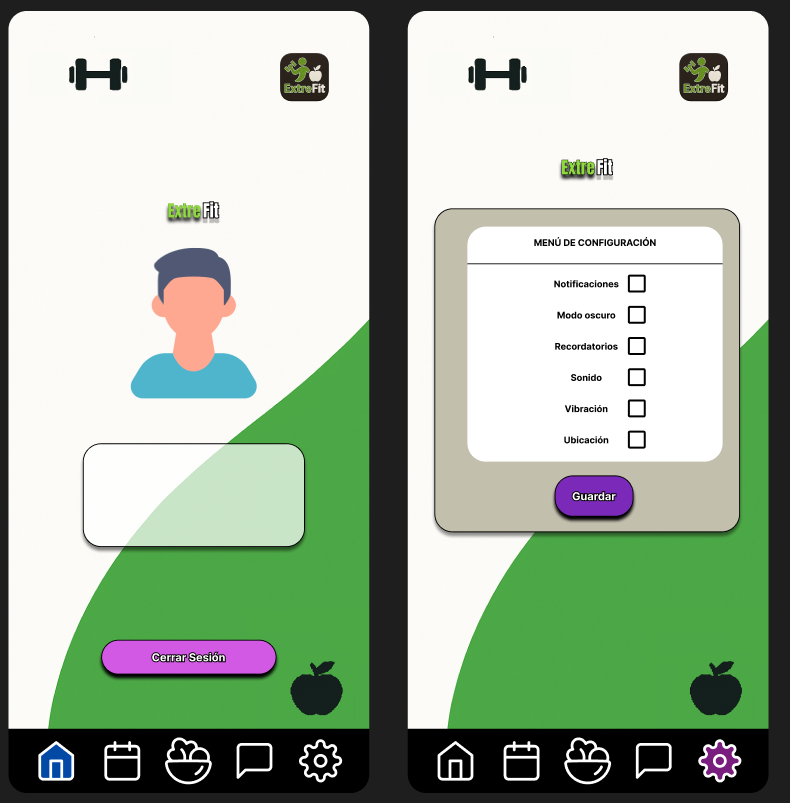 ExtreFit
ExtreFit
Cerrar Sesión
ExtreFit
ExtreFit
MENÚ DE CONFIGURACIÓN
Notificaciones
Modo oscuro
Recordatorios
Sonido
Vibración
Ubicación
Guardar